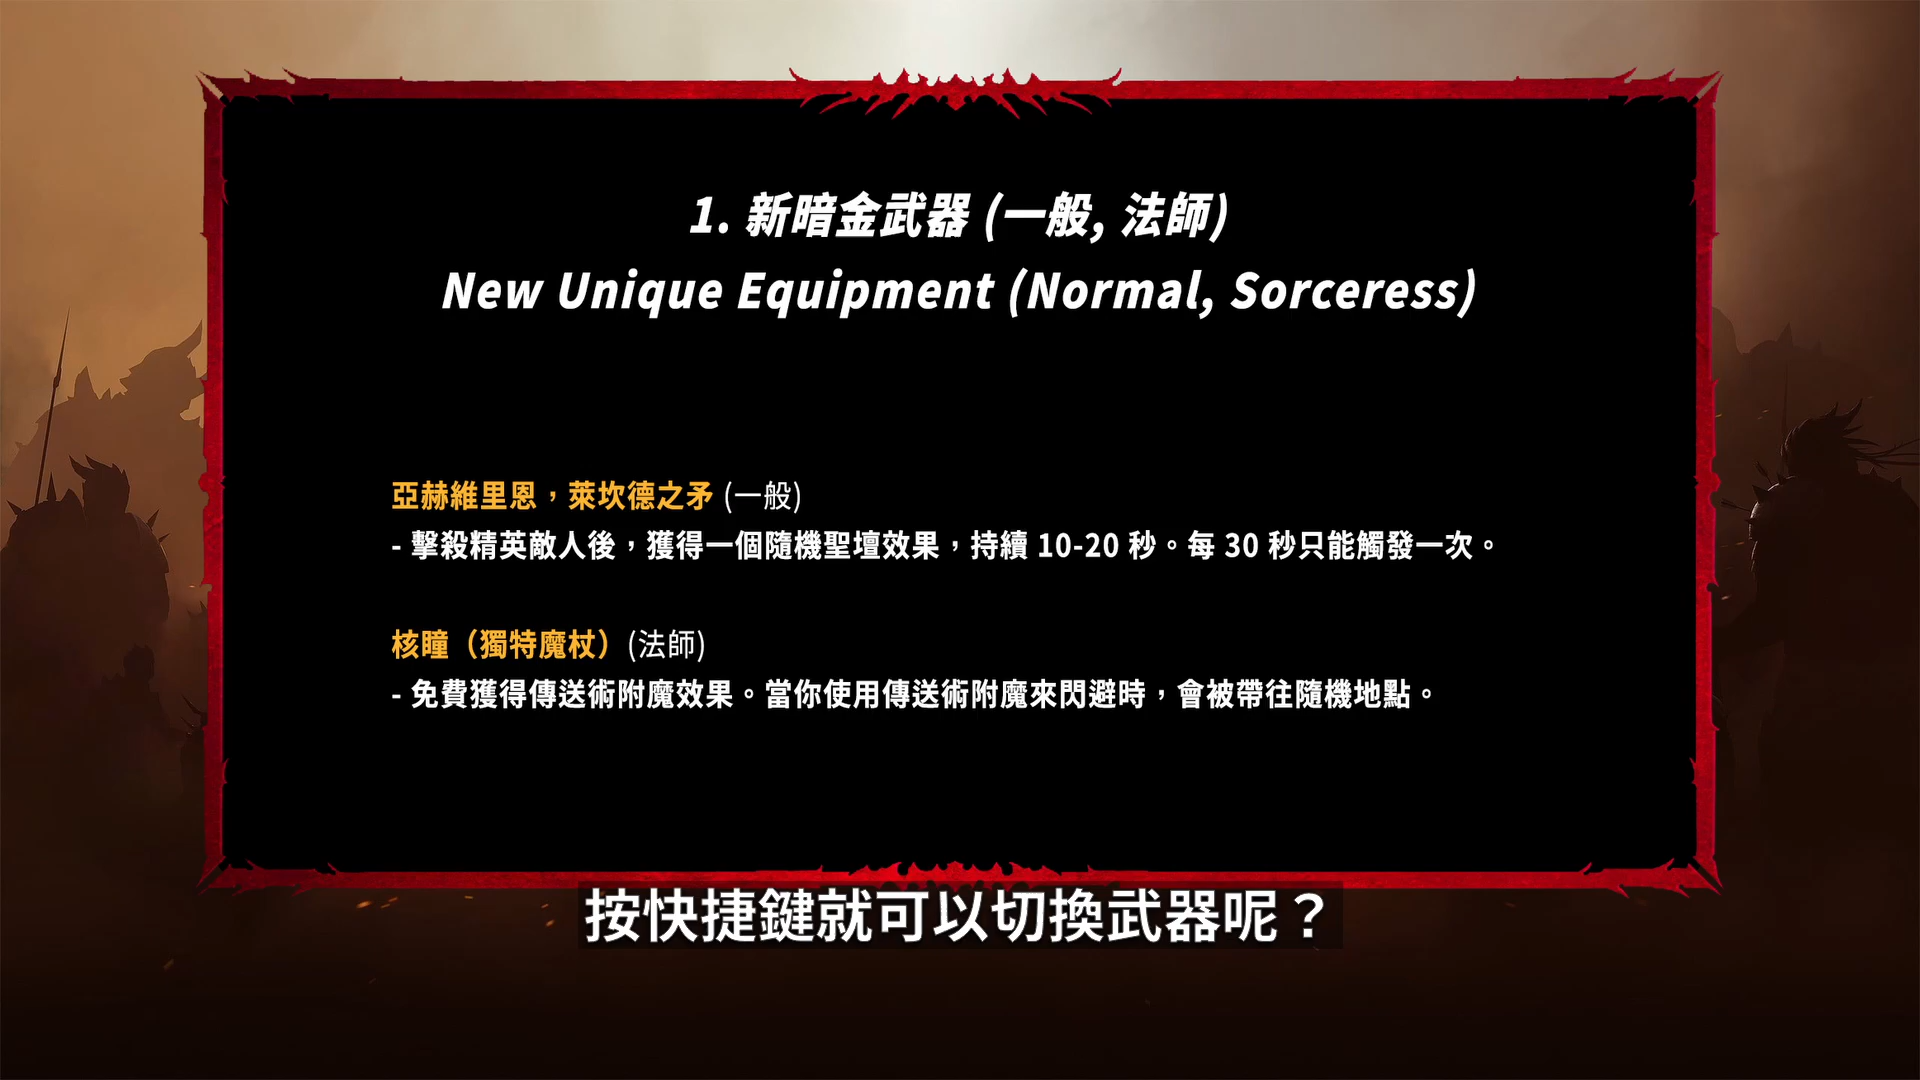 1. 新暗金武器 (一般, 法師)
New Unique Equipment (Normal, Sorceress)
亞赫維里恩，萊坎德之矛 (一般)
- 擊殺精英敵人後，獲得一個隨機聖壇效果，持續 10-20 秒。每 30 秒只能觸發一次。
核瞳（獨特魔杖）(法師)
- 免費獲得傳送術附魔效果。當你使用傳送術附魔來閃避時，會被帶往隨機地點。
按快捷鍵就可以切換武器呢？